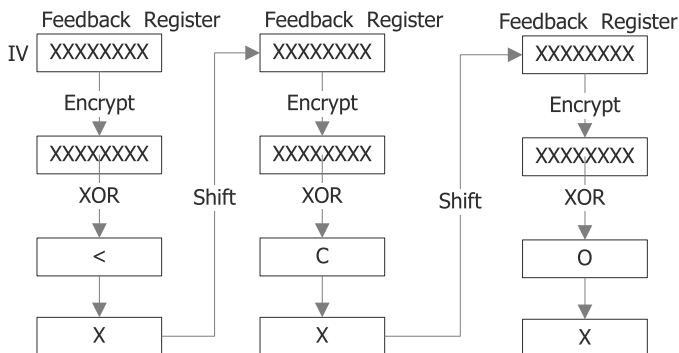 Feedback Register Feedback Register Feedback Register
IV XXXXXXXX XXXXXXXX XXXXXXXX
Encrypt Encrypt Encrypt
XXXXXXXX XXXXXXXX XXXXXXXX
XOR Shift XOR Shift XOR
< C O
X X X